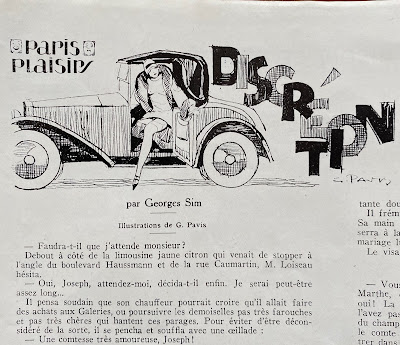 PARIS
PLAISIRS
DISCRÉTION
G. PAVIS
par Georges Sim
Illustrations de G. Pavis
— Faudra-t-il que j'attende monsieur ?
Debout à côté de la limousine jaune citron qui venait de stopper à
l'angle du boulevard Haussmann et de la rue Caumartin, M. Loiseau
hésita.
— Oui, Joseph, attendez-moi, décida-t-il enfin. Je serai peut-être
assez long...
Il pensa soudain que son chauffeur pourrait croire qu'il allait faire
des achats aux Galeries, ou poursuivre les demoiselles pas très farouches
et pas très chères qui hantent ces parages. Pour éviter d'être décon-
sidéré de la sorte, il se pencha et souffla avec une œillade :
— Une comtesse très amoureuse, Joseph !
tante dou
Il frém
Sa main
serra à la
mariage lu
Le visa
— Vous
Marthe,
oui ! La
l'avez pas
du
le comte
très